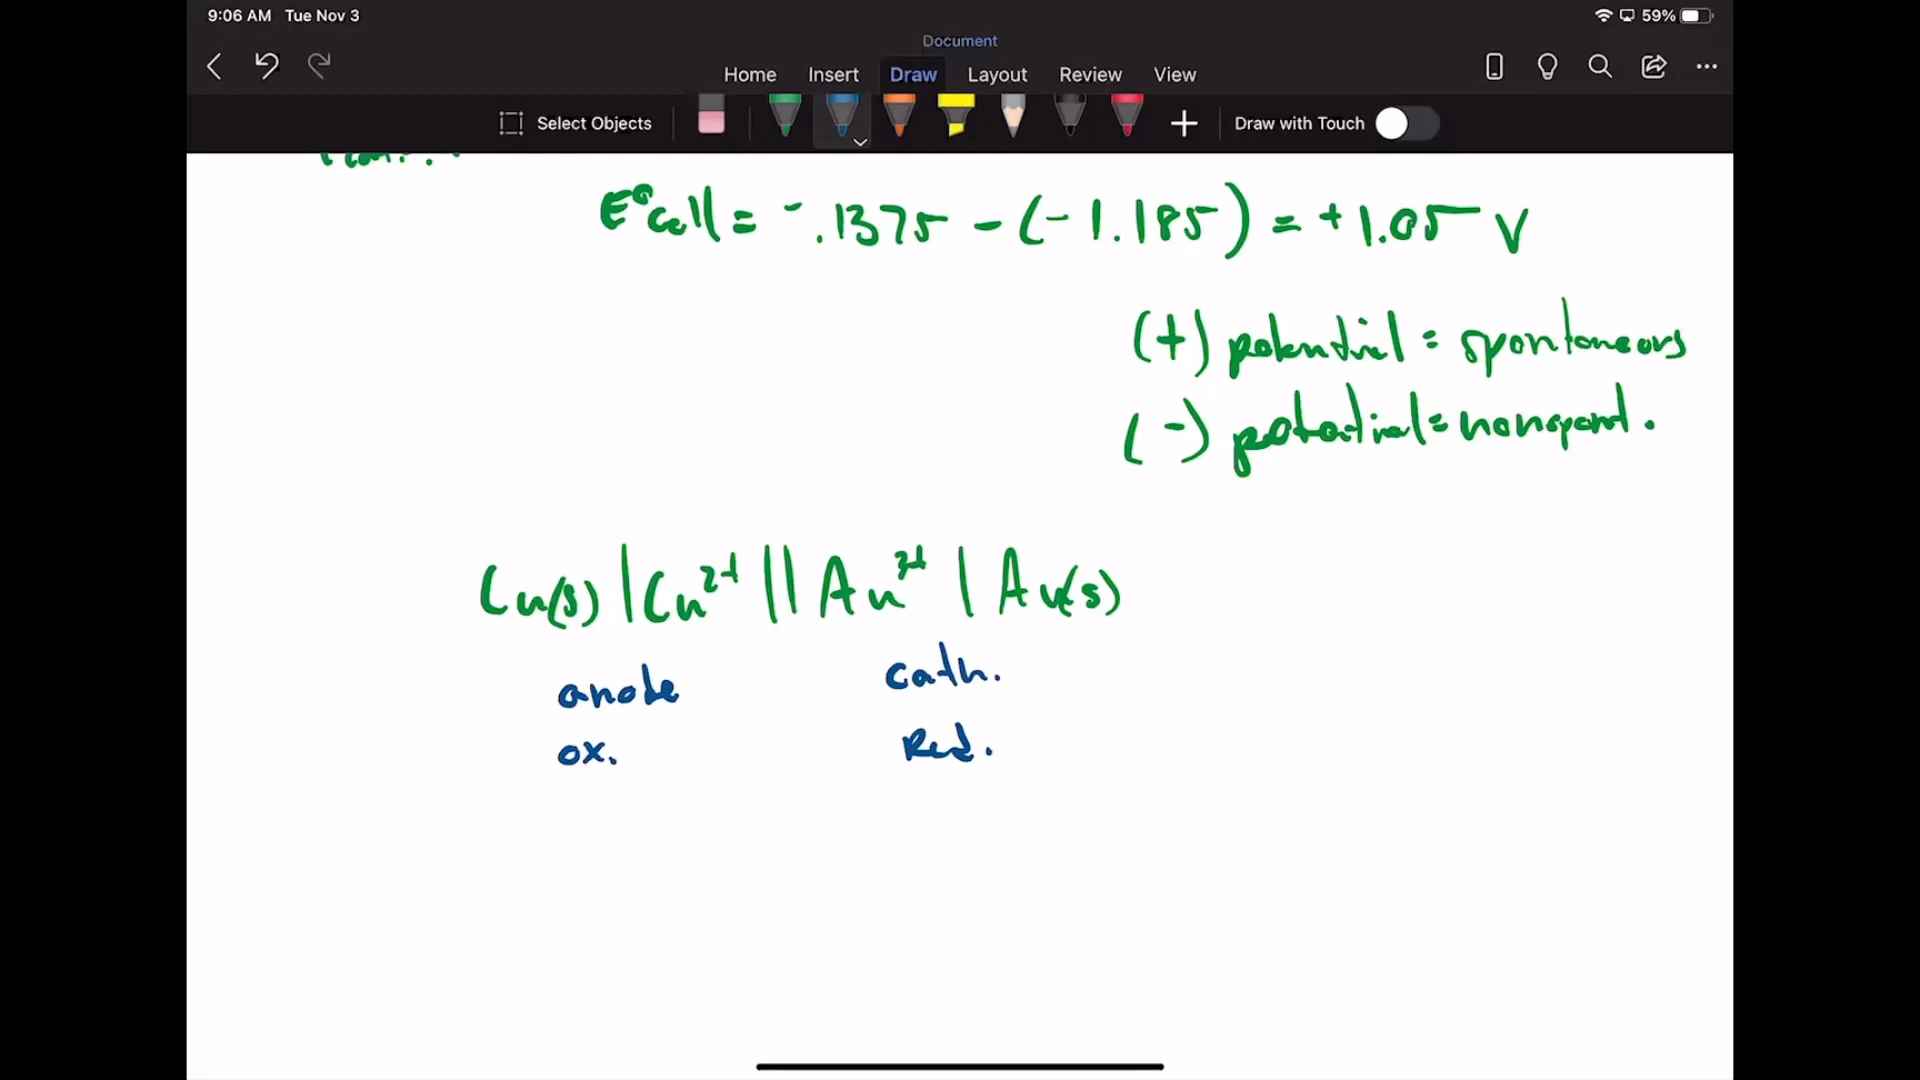 9:06 AM Tue Nov 3
59%
Document
Home Insert Draw Layout Review View
Select Objects
Draw with Touch
E°cell = -.1375 - (-1.185) = +1.05 V
(+) potential = spontaneous
(-) potential = nonspont.
Cu(s) | Cu²⁺ || Au³⁺ | Au(s)
anode cath.
ox. Red.